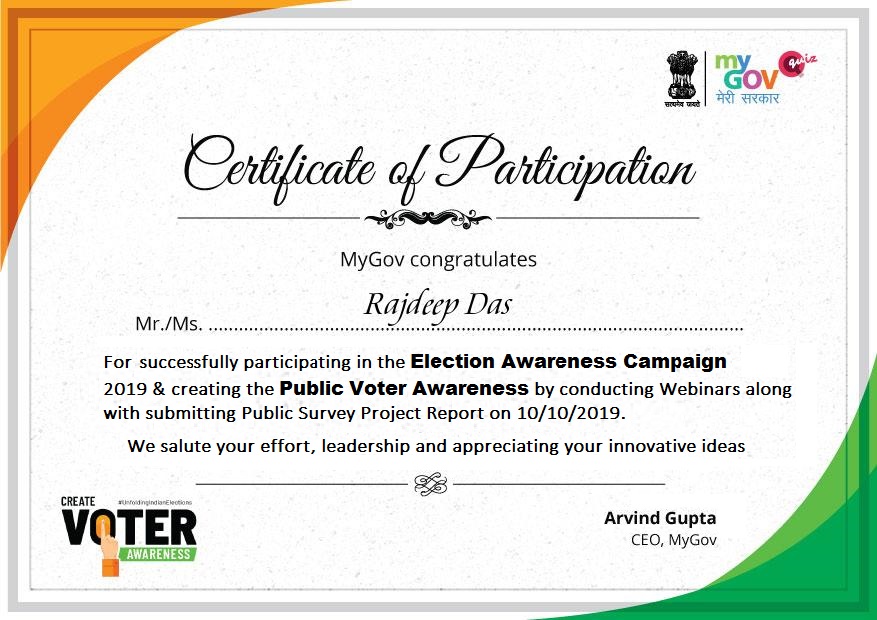 सत्यमेव जयते
my
GOV
quiz
मेरी सरकार
Certificate of Participation
MyGov congratulates
Rajdeep Das
Mr./Ms. ........................................................................................................
For successfully participating in the Election Awareness Campaign
2019 & creating the Public Voter Awareness by conducting Webinars along
with submitting Public Survey Project Report on 10/10/2019.
We salute your effort, leadership and appreciating your innovative ideas
CREATE #UnfoldingIndianElections
VOTER
AWARENESS
Arvind Gupta
CEO, MyGov